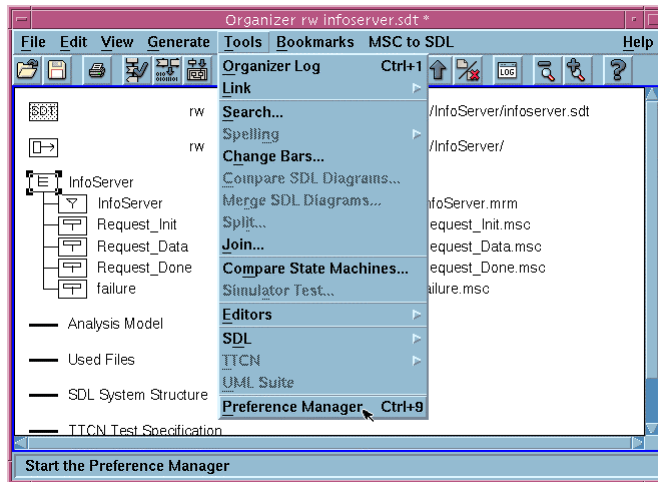 Organizer rw infoserver.sdt *
File Edit View Generate Tools Bookmarks MSC to SDL Help
LOG
Organizer Log Ctrl+1
Link
SDT rw /InfoServer/infoserver.sdt
Search...
Spelling
rw /InfoServer/
Change Bars...
Compare SDL Diagrams...
InfoServer
Merge SDL Diagrams...
InfoServer foServer.mrm
Split...
Request_Init equest_Init.msc
Join...
Request_Data equest_Data.msc
Compare State Machines...
Request_Done equest_Done.msc
Simulator Test...
failure ailure.msc
Editors
Analysis Model
SDL
TTCN
Used Files
UML Suite
SDL System Structure
Preference Manager Ctrl+9
TTCN Test Specification
Start the Preference Manager